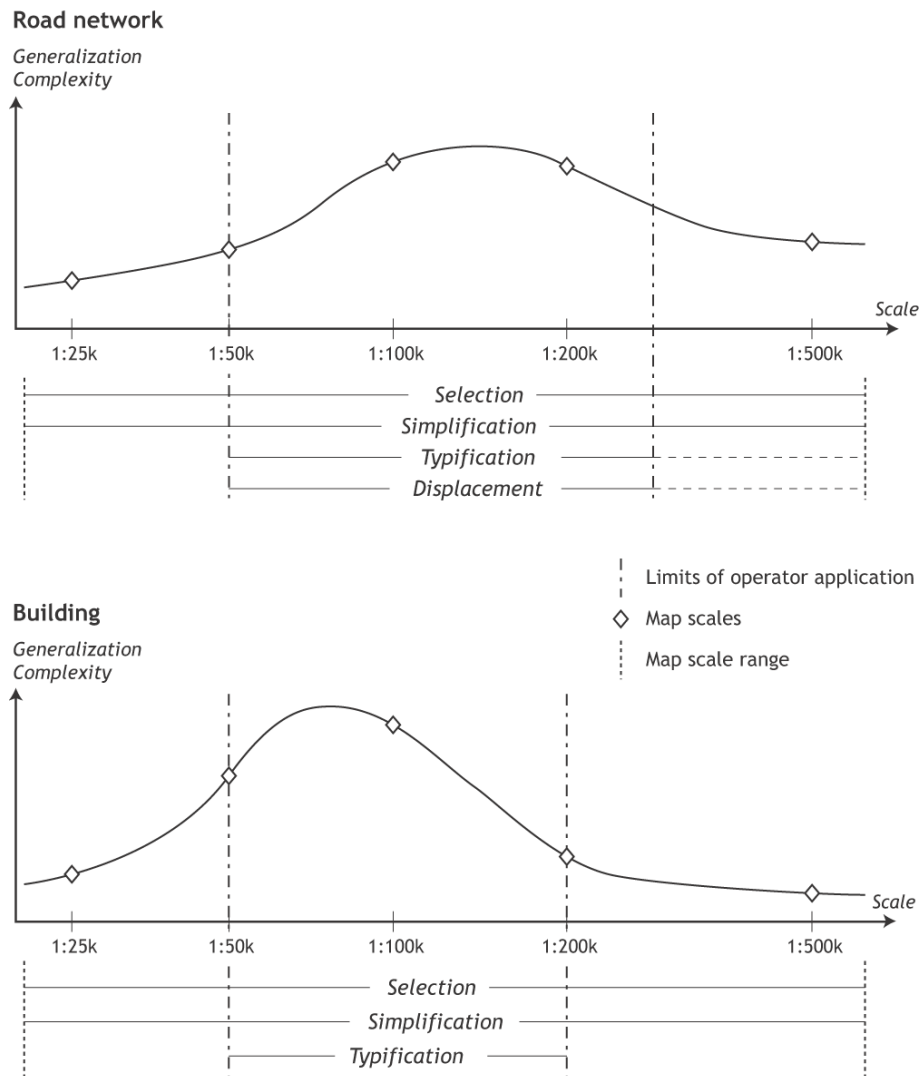 Road network
Generalization
Complexity
Scale
1:25k 1:50k 1:100k 1:200k 1:500k
Selection
Simplification
Typification
Displacement
Limits of operator application
Map scales
Map scale range
Building
Generalization
Complexity
Scale
1:25k 1:50k 1:100k 1:200k 1:500k
Selection
Simplification
Typification